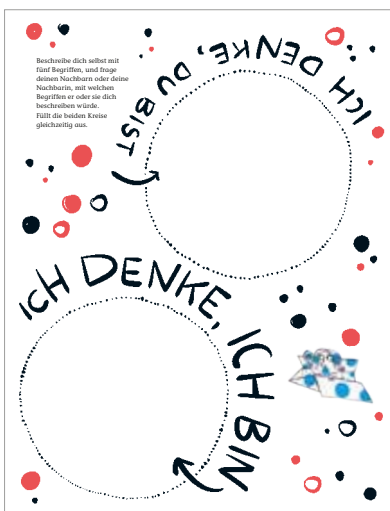 Beschreibe dich selbst mit
fünf Begriffen, und frage
deinen Nachbarn oder deine
Nachbarin, mit welchen
Begriffen er oder sie dich
beschreiben würde.
Füllt die beiden Kreise
gleichzeitig aus.
ICH DENKE, DU BIST
ICH DENKE, ICH BIN